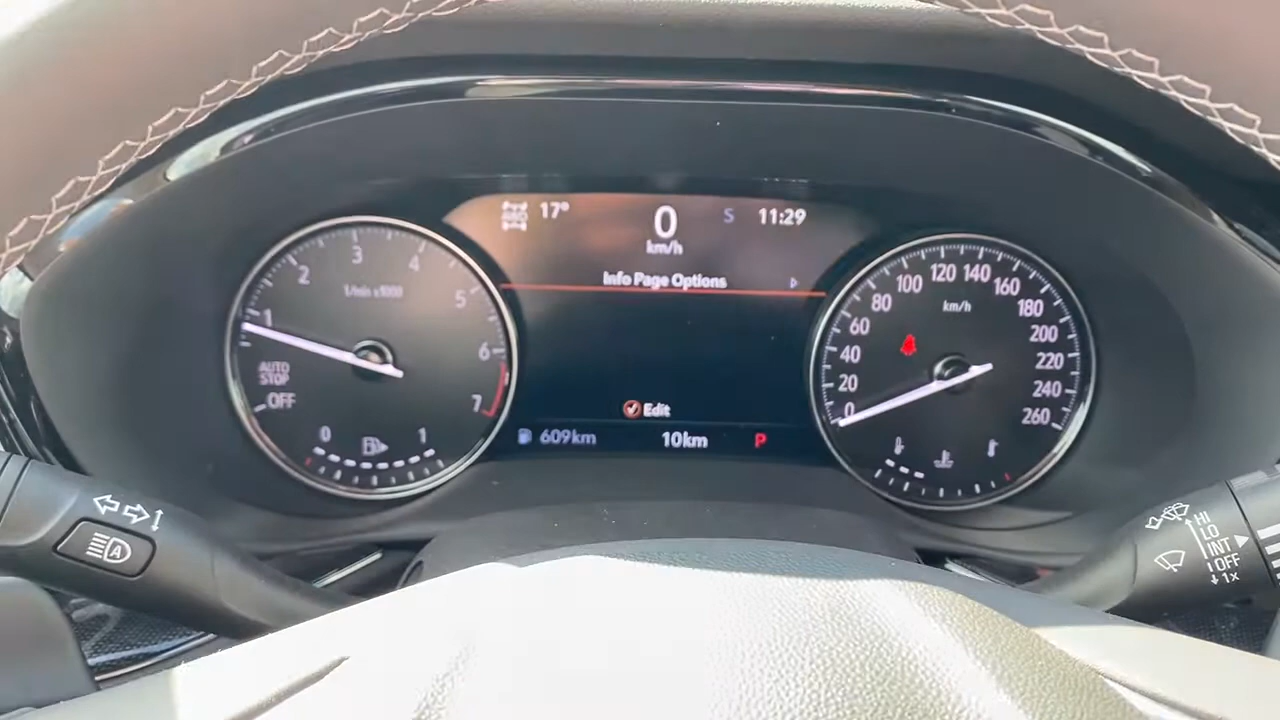 4WD 17° 0 S 11:29
km/h
Info Page Options
Edit
609km 10km P
1 2 3 4 5 6 7
1/min x1000
AUTO
STOP
OFF
0 1
0 20 40 60 80 100 120 140 160 180 200 220 240 260
km/h
A
HI
LO
INT
OFF
1x